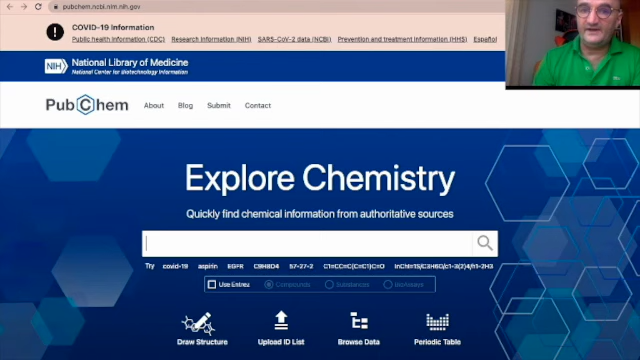 pubchem.ncbi.nlm.nih.gov
COVID-19 Information
Public health information (CDC) Research information (NIH) SARS-CoV-2 data (NCBI) Prevention and treatment information (HHS) Español
NIH National Library of Medicine
National Center for Biotechnology Information
PubChem About Blog Submit Contact
Explore Chemistry
Quickly find chemical information from authoritative sources
Try covid-19 aspirin EGFR C9H8O4 57-27-2 C1=CC=C(C=C1)C=O InChI=1S/C3H6O/c1-3(2)4/h1-2H3
Use Entrez Compounds Substances BioAssays
Draw Structure Upload ID List Browse Data Periodic Table